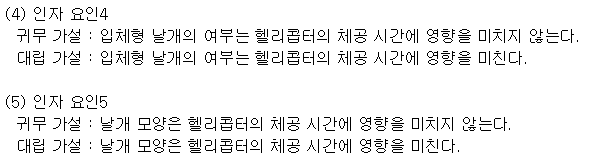 (4) 인자 요인4
귀무 가설 : 입체형 날개의 여부는 헬리콥터의 체공 시간에 영향을 미치지 않는다.
대립 가설 : 입체형 날개의 여부는 헬리콥터의 체공 시간에 영향을 미친다.
(5) 인자 요인5
귀무 가설 : 날개 모양은 헬리콥터의 체공 시간에 영향을 미치지 않는다.
대립 가설 : 날개 모양은 헬리콥터의 체공 시간에 영향을 미친다.